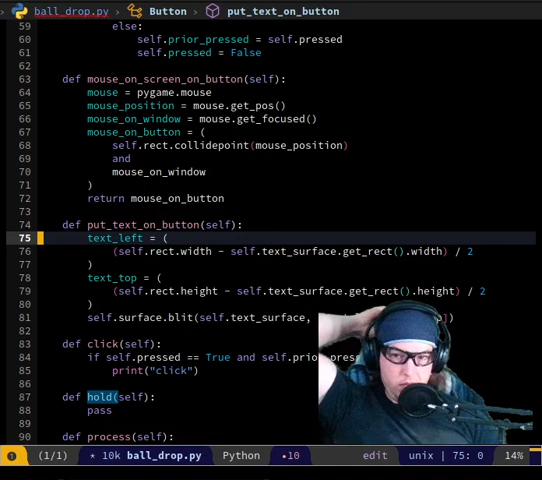 ball_drop.py › Button › put_text_on_button
59 else:
60 self.prior_pressed = self.pressed
61 self.pressed = False
62
63 def mouse_on_screen_on_button(self):
64 mouse = pygame.mouse
65 mouse_position = mouse.get_pos()
66 mouse_on_window = mouse.get_focused()
67 mouse_on_button = (
68 self.rect.collidepoint(mouse_position)
69 and
70 mouse_on_window
71 )
72 return mouse_on_button
73
74 def put_text_on_button(self):
75 text_left = (
76 (self.rect.width - self.text_surface.get_rect().width) / 2
77 )
78 text_top = (
79 (self.rect.height - self.text_surface.get_rect().height) / 2
80 )
81 self.surface.blit(self.text_surface, ])
82
83 def click(self):
84 if self.pressed == True and
85 print("click")
86
87 def hold(self):
88 pass
89
90 def process(self):
(1/1) * 10k ball_drop.py Python •10 edit unix | 75: 0 14%